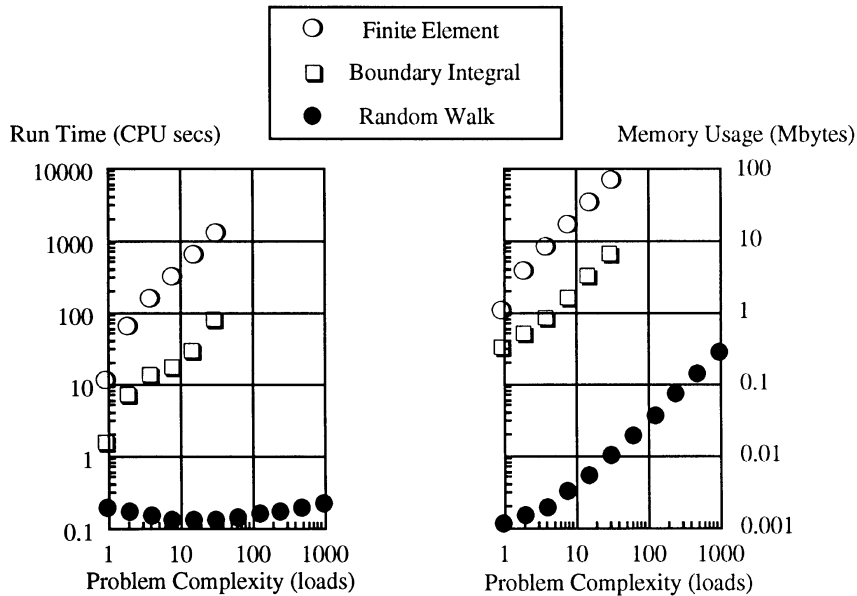 Finite Element
Boundary Integral
Random Walk
Run Time (CPU secs)
Memory Usage (Mbytes)
10000
1000
100
10
1
0.1
1 10 100 1000
Problem Complexity (loads)
100
10
1
0.1
0.01
0.001
1 10 100 1000
Problem Complexity (loads)